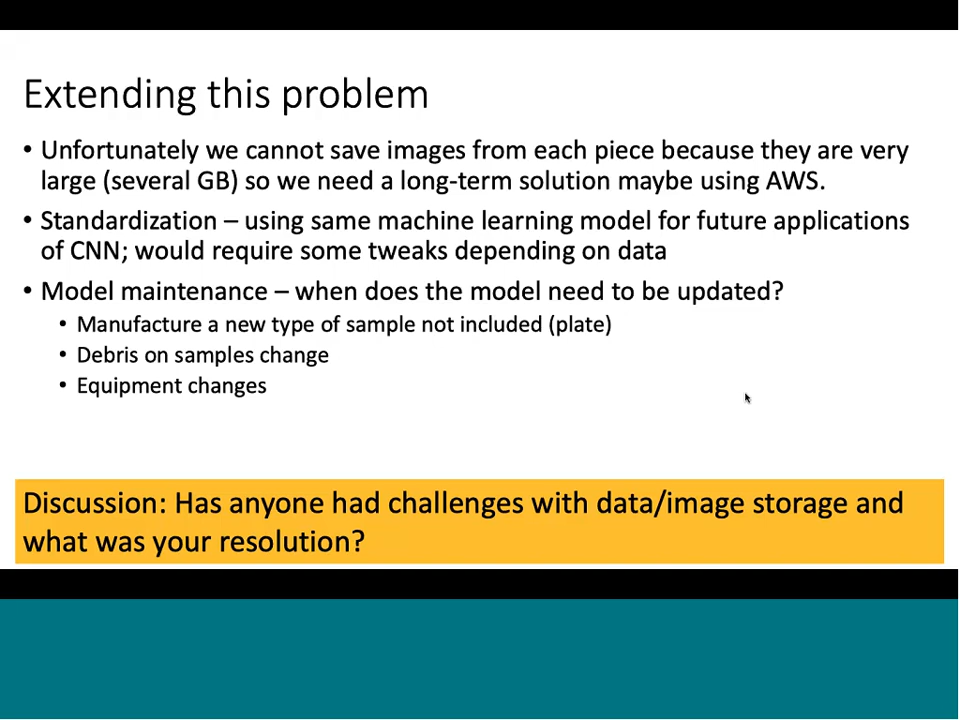 Extending this problem
• Unfortunately we cannot save images from each piece because they are very
large (several GB) so we need a long-term solution maybe using AWS.
• Standardization – using same machine learning model for future applications
of CNN; would require some tweaks depending on data
• Model maintenance – when does the model need to be updated?
• Manufacture a new type of sample not included (plate)
• Debris on samples change
• Equipment changes
Discussion: Has anyone had challenges with data/image storage and
what was your resolution?